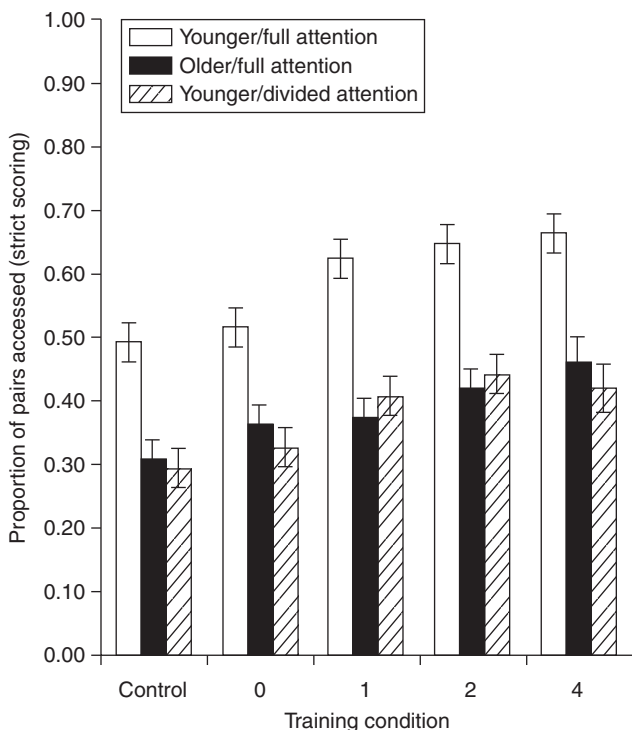 1.00
0.90
0.80
0.70
0.60
0.50
0.40
0.30
0.20
0.10
0.00
Proportion of pairs accessed (strict scoring)
Younger/full attention
Older/full attention
Younger/divided attention
Control 0 1 2 4
Training condition